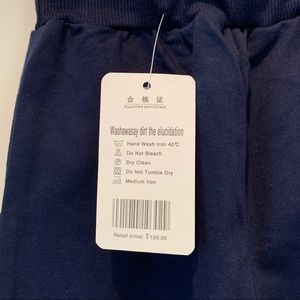 合格证
Qualified certificate
Washawasay dirt the elucidation
Hand Wash Iron 40℃
Do Not Bleach
Dry Clean
Do Not Tumble Dry
Medium Iron
Retail price: ¥129.00